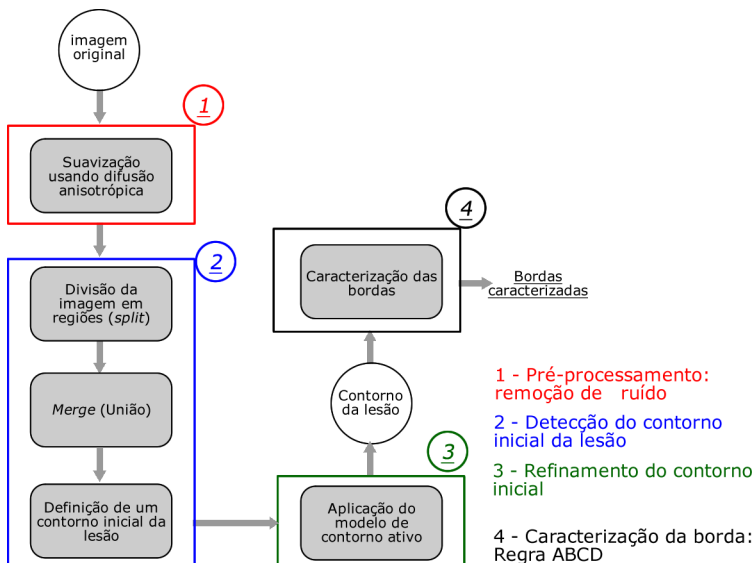 imagem
original
1
Suavização
usando difusão
anisotrópica
2
Divisão da
imagem em
regiões (split)
Merge (União)
Definição de um
contorno inicial da
lesão
3
Aplicação do
modelo de
contorno ativo
Contorno
da lesão
4
Caracterização das
bordas
Bordas
caracterizadas
1 - Pré-processamento:
remoção de ruído
2 - Detecção do contorno
inicial da lesão
3 - Refinamento do contorno
inicial
4 - Caracterização da borda:
Regra ABCD